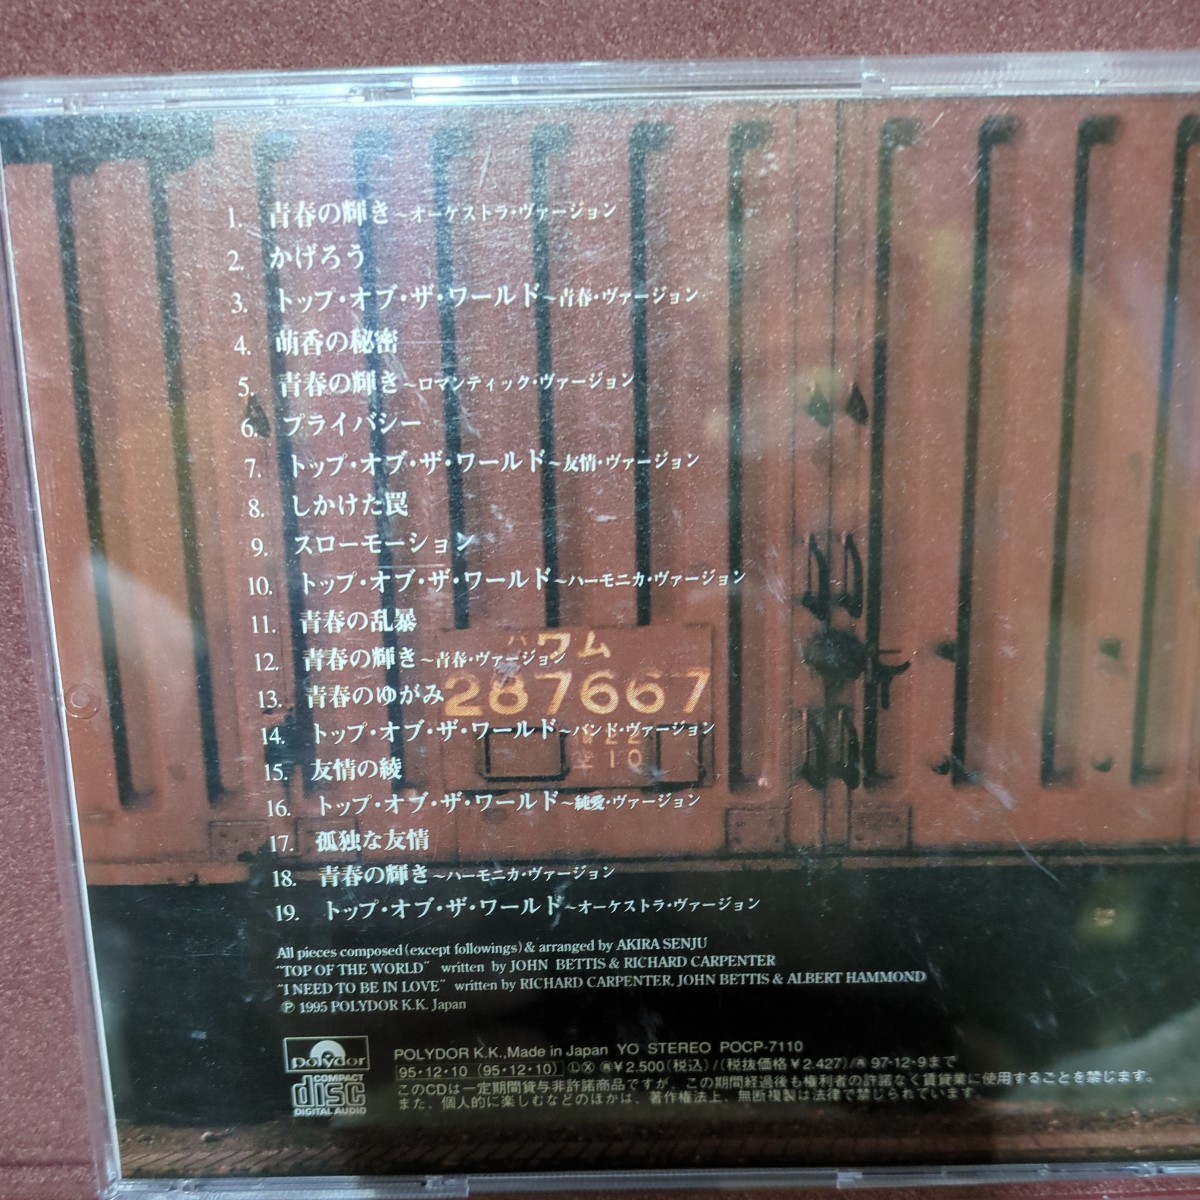 1. 青春の輝き～オーケストラ・ヴァージョン
2. かげろう
3. トップ・オブ・ザ・ワールド～青春・ヴァージョン
4. 萌香の秘密
5. 青春の輝き～ロマンティック・ヴァージョン
6. プライバシー
7. トップ・オブ・ザ・ワールド～友情・ヴァージョン
8. しかけた罠
9. スローモーション
10. トップ・オブ・ザ・ワールド～ハーモニカ・ヴァージョン
11. 青春の乱暴
12. 青春の輝き～青春・ヴァージョン
13. 青春のゆがみ
14. トップ・オブ・ザ・ワールド～バンド・ヴァージョン
15. 友情の綾
16. トップ・オブ・ザ・ワールド～純愛・ヴァージョン
17. 孤独な友情
18. 青春の輝き～ハーモニカ・ヴァージョン
19. トップ・オブ・ザ・ワールド～オーケストラ・ヴァージョン
ハワム
287667
22
10
All pieces composed (except followings) & arranged by AKIRA SENJU
"TOP OF THE WORLD" written by JOHN BETTIS & RICHARD CARPENTER
"I NEED TO BE IN LOVE" written by RICHARD CARPENTER, JOHN BETTIS & ALBERT HAMMOND
Ⓟ 1995 POLYDOR K.K. Japan
Polydor
COMPACT
disc
DIGITAL AUDIO
POLYDOR K.K.,Made in Japan YO STEREO POCP-7110
95・12・10 (95・12・10) Ⓛ Ⓧ ¥2,500(税込)/(税抜価格¥2,427)/ 97・12・9まで
このCDは一定期間貸与非許諾商品ですが、この期間経過後も権利者の許諾なく賃貸業に使用することを禁じます。
また、個人的に楽しむなどのほかは、著作権法上、無断複製は法律で禁じられています。